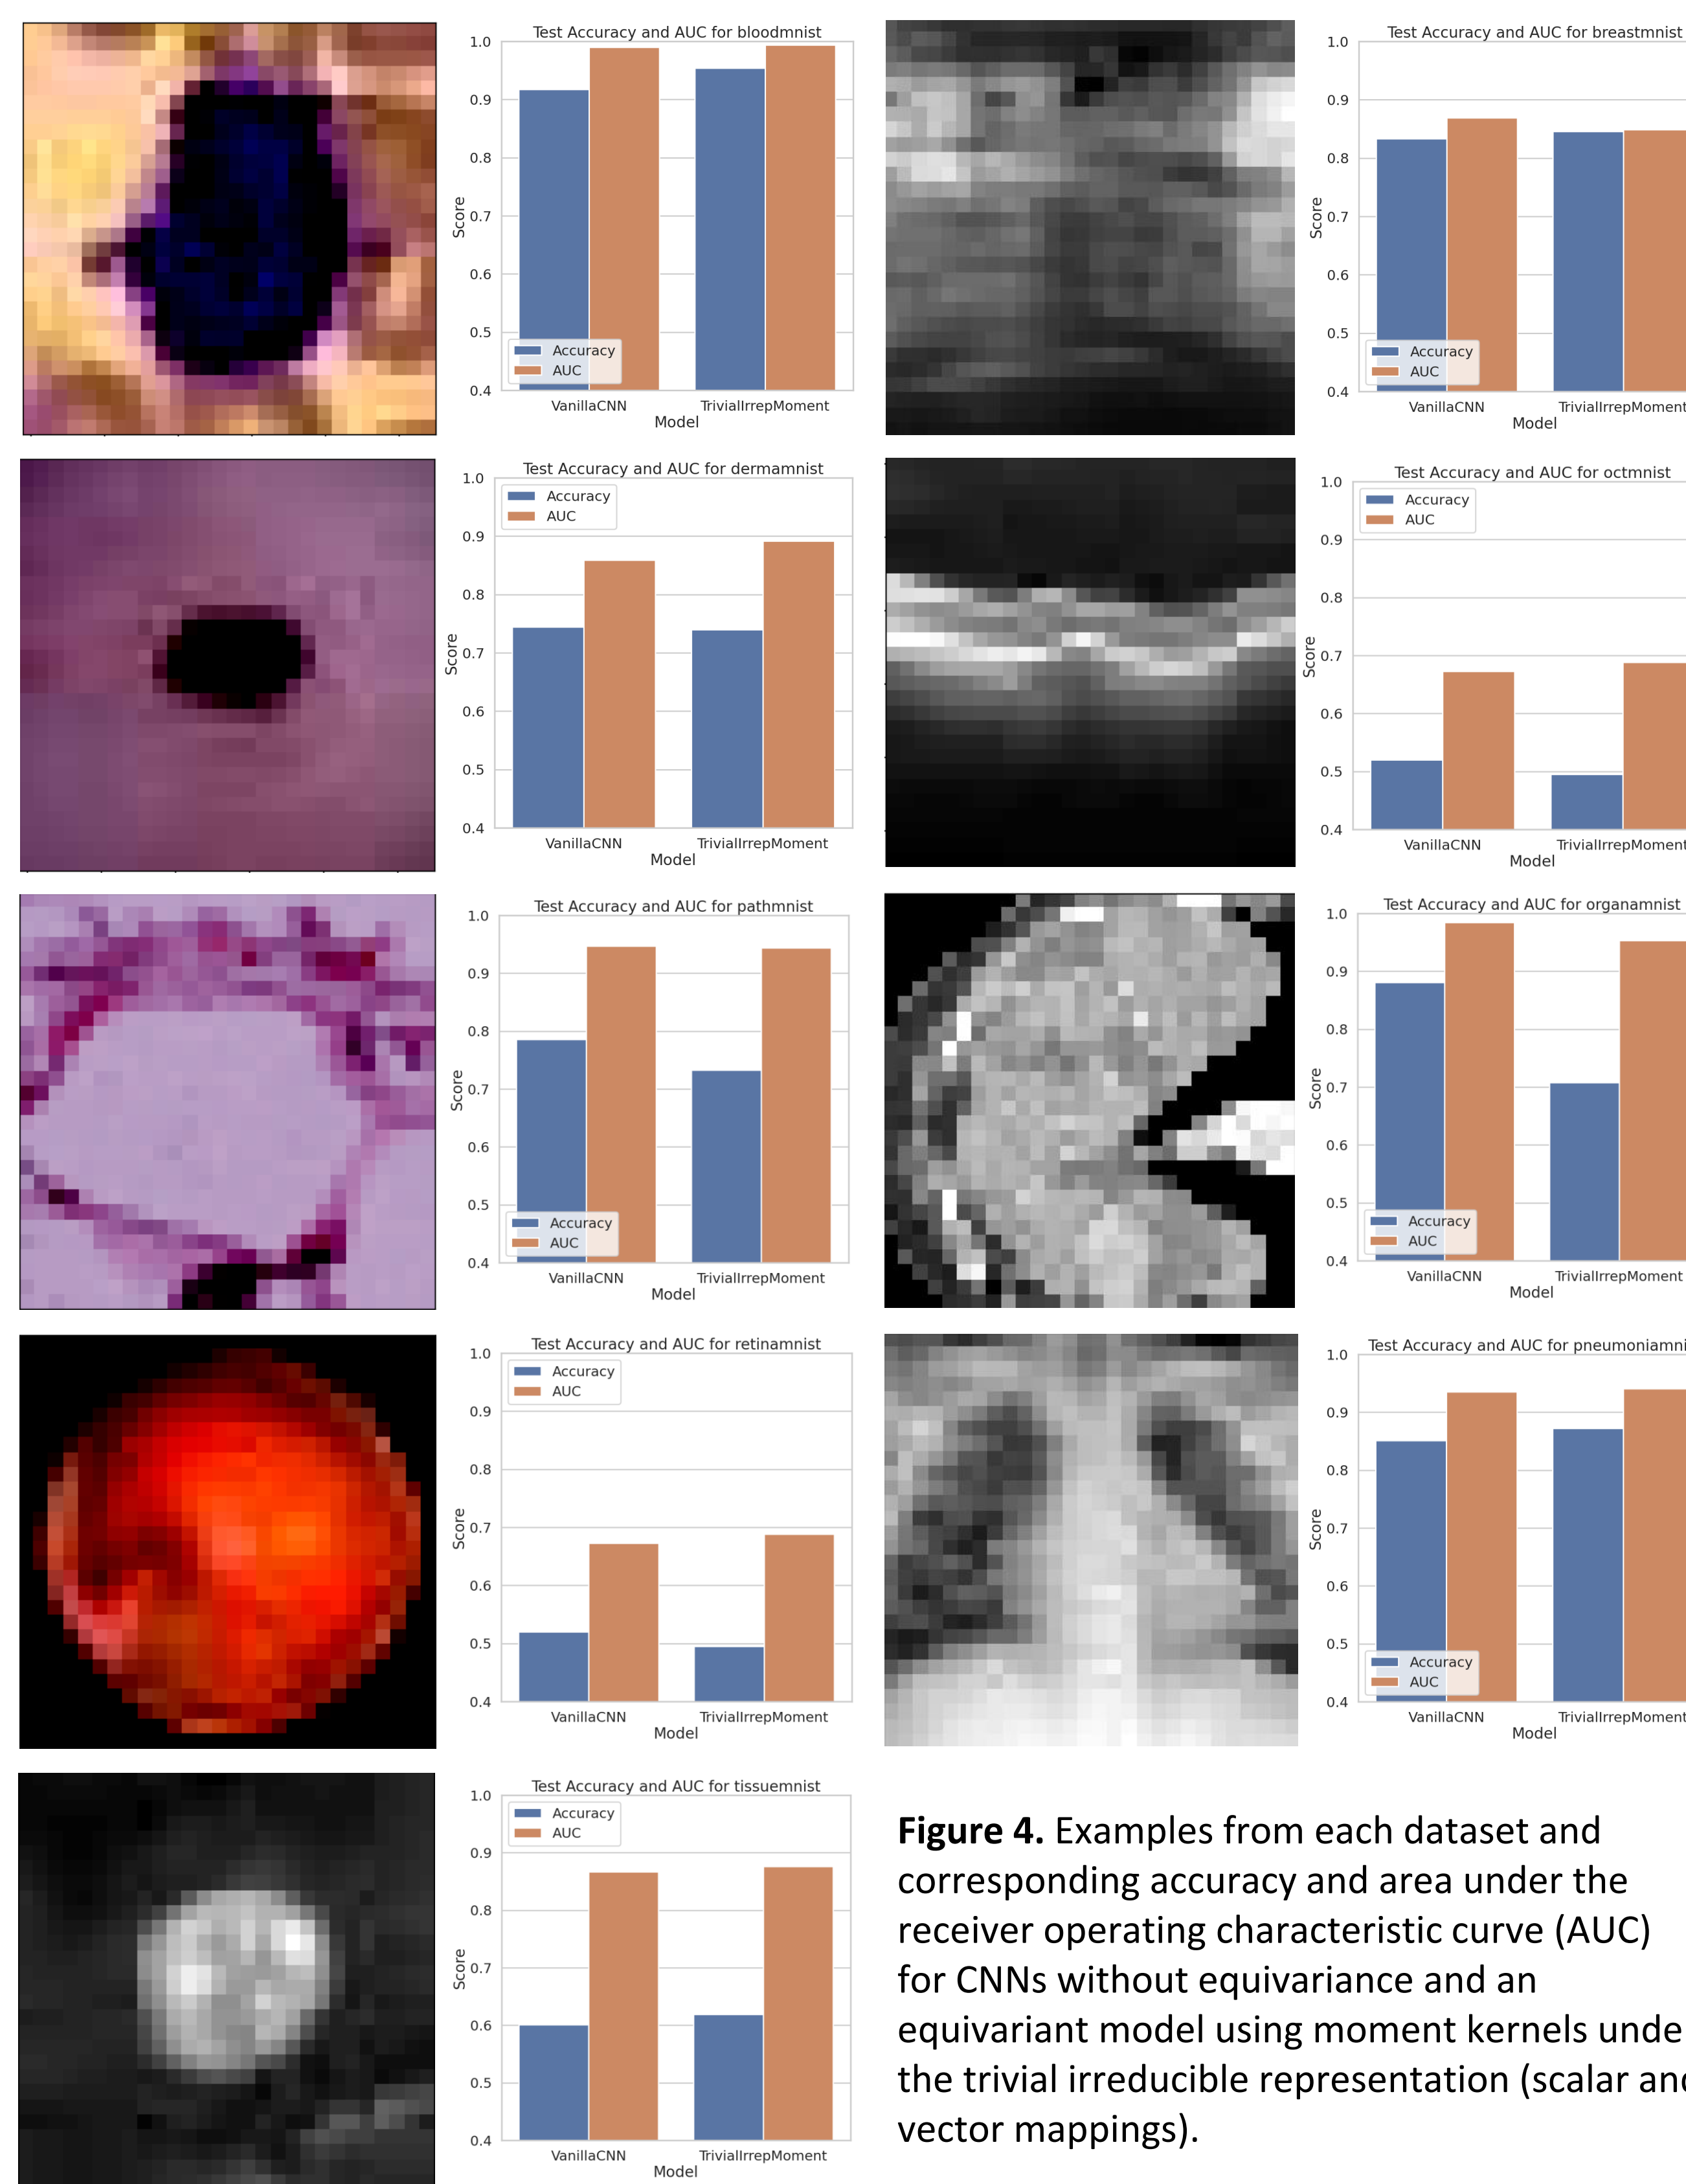 Test Accuracy and AUC for bloodmnist
1.0
0.9
0.8
0.7
0.6
0.5
0.4
Score
Accuracy
AUC
VanillaCNN TrivialIrrepMoment
Model
Test Accuracy and AUC for breastmnist
1.0
0.9
0.8
0.7
0.6
0.5
0.4
Score
Accuracy
AUC
VanillaCNN TrivialIrrepMoment
Model
Test Accuracy and AUC for dermamnist
1.0
0.9
0.8
0.7
0.6
0.5
0.4
Score
Accuracy
AUC
VanillaCNN TrivialIrrepMoment
Model
Test Accuracy and AUC for octmnist
1.0
0.9
0.8
0.7
0.6
0.5
0.4
Score
Accuracy
AUC
VanillaCNN TrivialIrrepMoment
Model
Test Accuracy and AUC for pathmnist
1.0
0.9
0.8
0.7
0.6
0.5
0.4
Score
Accuracy
AUC
VanillaCNN TrivialIrrepMoment
Model
Test Accuracy and AUC for organamnist
1.0
0.9
0.8
0.7
0.6
0.5
0.4
Score
Accuracy
AUC
VanillaCNN TrivialIrrepMoment
Model
Test Accuracy and AUC for retinamnist
1.0
0.9
0.8
0.7
0.6
0.5
0.4
Score
Accuracy
AUC
VanillaCNN TrivialIrrepMoment
Model
Test Accuracy and AUC for pneumoniamni
1.0
0.9
0.8
0.7
0.6
0.5
0.4
Score
Accuracy
AUC
VanillaCNN TrivialIrrepMoment
Model
Test Accuracy and AUC for tissuemnist
1.0
0.9
0.8
0.7
0.6
0.5
0.4
Score
Accuracy
AUC
VanillaCNN TrivialIrrepMoment
Model
Figure 4. Examples from each dataset and
corresponding accuracy and area under the
receiver operating characteristic curve (AUC)
for CNNs without equivariance and an
equivariant model using moment kernels unde
the trivial irreducible representation (scalar and
vector mappings).